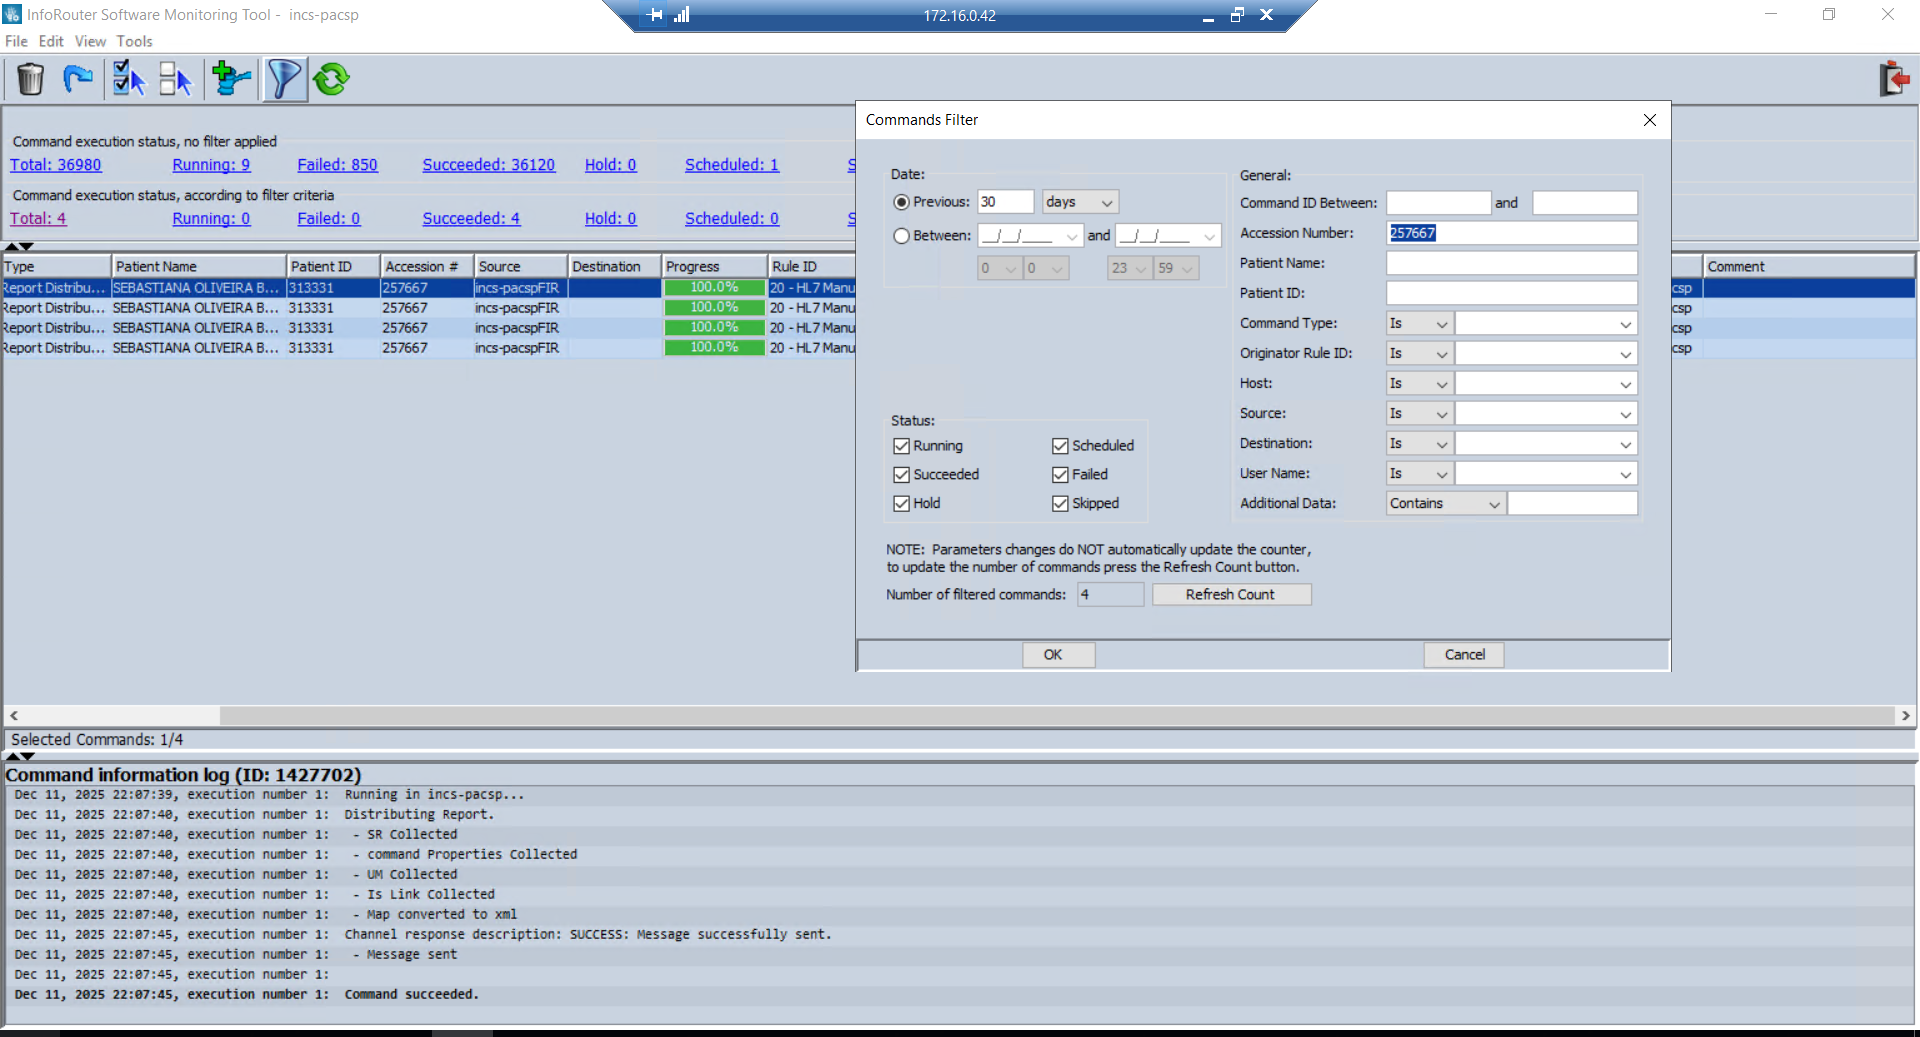 InfoRouter Software Monitoring Tool - incs-pacsp
172.16.0.42
File Edit View Tools
Command execution status, no filter applied
Total: 36980 Running: 9 Failed: 850 Succeeded: 36120 Hold: 0 Scheduled: 1 S
Command execution status, according to filter criteria
Total: 4 Running: 0 Failed: 0 Succeeded: 4 Hold: 0 Scheduled: 0 S
Type Patient Name Patient ID Accession # Source Destination Progress Rule ID Comment
Report Distribu... SEBASTIANA OLIVEIRA B... 313331 257667 incs-pacspFIR 100.0% 20 - HL7 Manu csp
Report Distribu... SEBASTIANA OLIVEIRA B... 313331 257667 incs-pacspFIR 100.0% 20 - HL7 Manu csp
Report Distribu... SEBASTIANA OLIVEIRA B... 313331 257667 incs-pacspFIR 100.0% 20 - HL7 Manu csp
Report Distribu... SEBASTIANA OLIVEIRA B... 313331 257667 incs-pacspFIR 100.0% 20 - HL7 Manu csp
Commands Filter
Date:
Previous: 30 days
Between: __/__/____ and __/__/____
0 0 23 59
Status:
Running Scheduled
Succeeded Failed
Hold Skipped
General:
Command ID Between: and
Accession Number: 257667
Patient Name:
Patient ID:
Command Type: Is
Originator Rule ID: Is
Host: Is
Source: Is
Destination: Is
User Name: Is
Additional Data: Contains
NOTE: Parameters changes do NOT automatically update the counter,
to update the number of commands press the Refresh Count button.
Number of filtered commands: 4 Refresh Count
OK Cancel
Selected Commands: 1/4
Command information log (ID: 1427702)
Dec 11, 2025 22:07:39, execution number 1: Running in incs-pacsp...
Dec 11, 2025 22:07:40, execution number 1: Distributing Report.
Dec 11, 2025 22:07:40, execution number 1: - SR Collected
Dec 11, 2025 22:07:40, execution number 1: - command Properties Collected
Dec 11, 2025 22:07:40, execution number 1: - UM Collected
Dec 11, 2025 22:07:40, execution number 1: - Is Link Collected
Dec 11, 2025 22:07:40, execution number 1: - Map converted to xml
Dec 11, 2025 22:07:45, execution number 1: Channel response description: SUCCESS: Message successfully sent.
Dec 11, 2025 22:07:45, execution number 1: - Message sent
Dec 11, 2025 22:07:45, execution number 1:
Dec 11, 2025 22:07:45, execution number 1: Command succeeded.